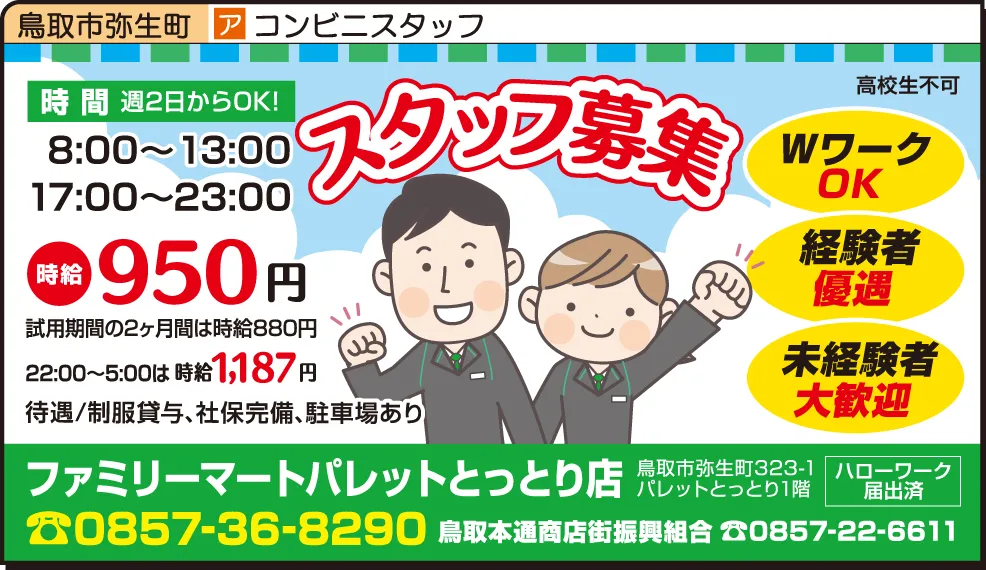 鳥取市弥生町 ア コンビニスタッフ
高校生不可
時間 週2日からOK!
8:00〜13:00
17:00〜23:00
スタッフ募集
Wワーク
OK
経験者
優遇
未経験者
大歓迎
時給950円
試用期間の2ヶ月間は時給880円
22:00〜5:00は 時給1,187円
待遇/制服貸与、社保完備、駐車場あり
ファミリーマートパレットとっとり店
鳥取市弥生町323-1
パレットとっとり1階
ハローワーク
届出済
☎0857-36-8290 鳥取本通商店街振興組合 ☎0857-22-6611